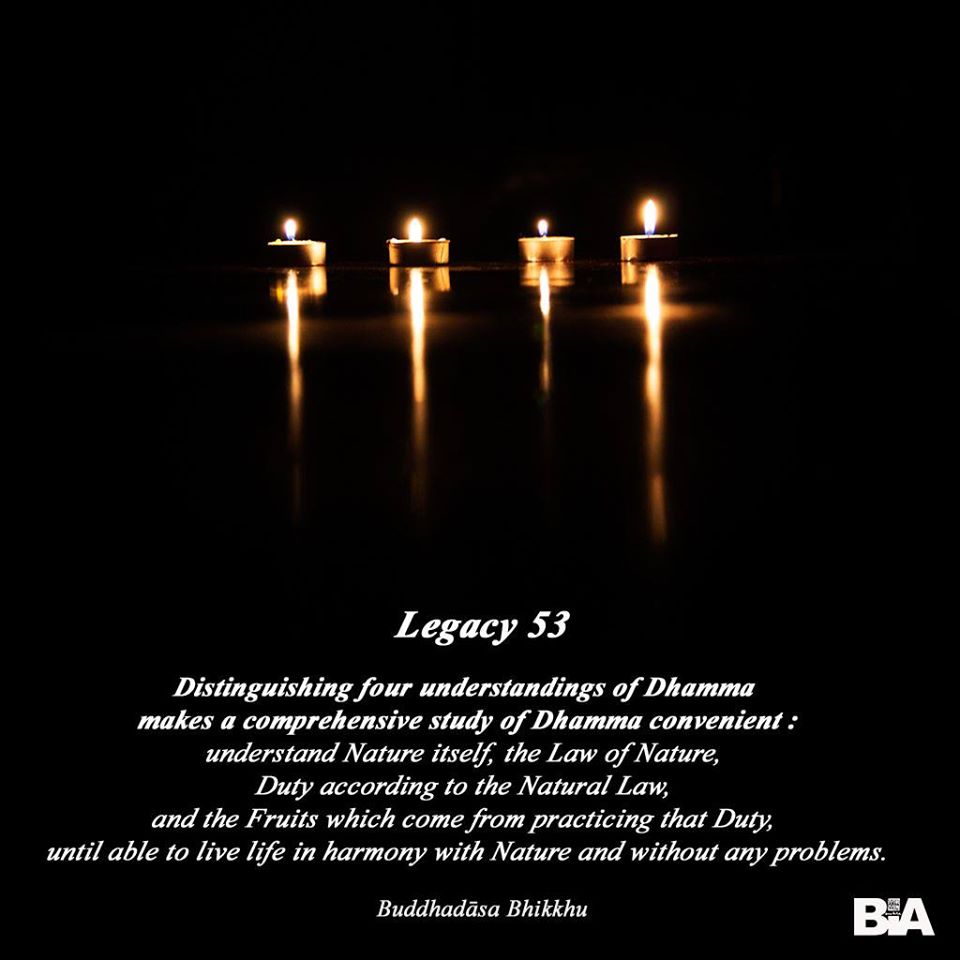 Legacy 53
Distinguishing four understandings of Dhamma
makes a comprehensive study of Dhamma convenient :
understand Nature itself, the Law of Nature,
Duty according to the Natural Law,
and the Fruits which come from practicing that Duty,
until able to live life in harmony with Nature and without any problems.
Buddhadāsa Bhikkhu
BIA